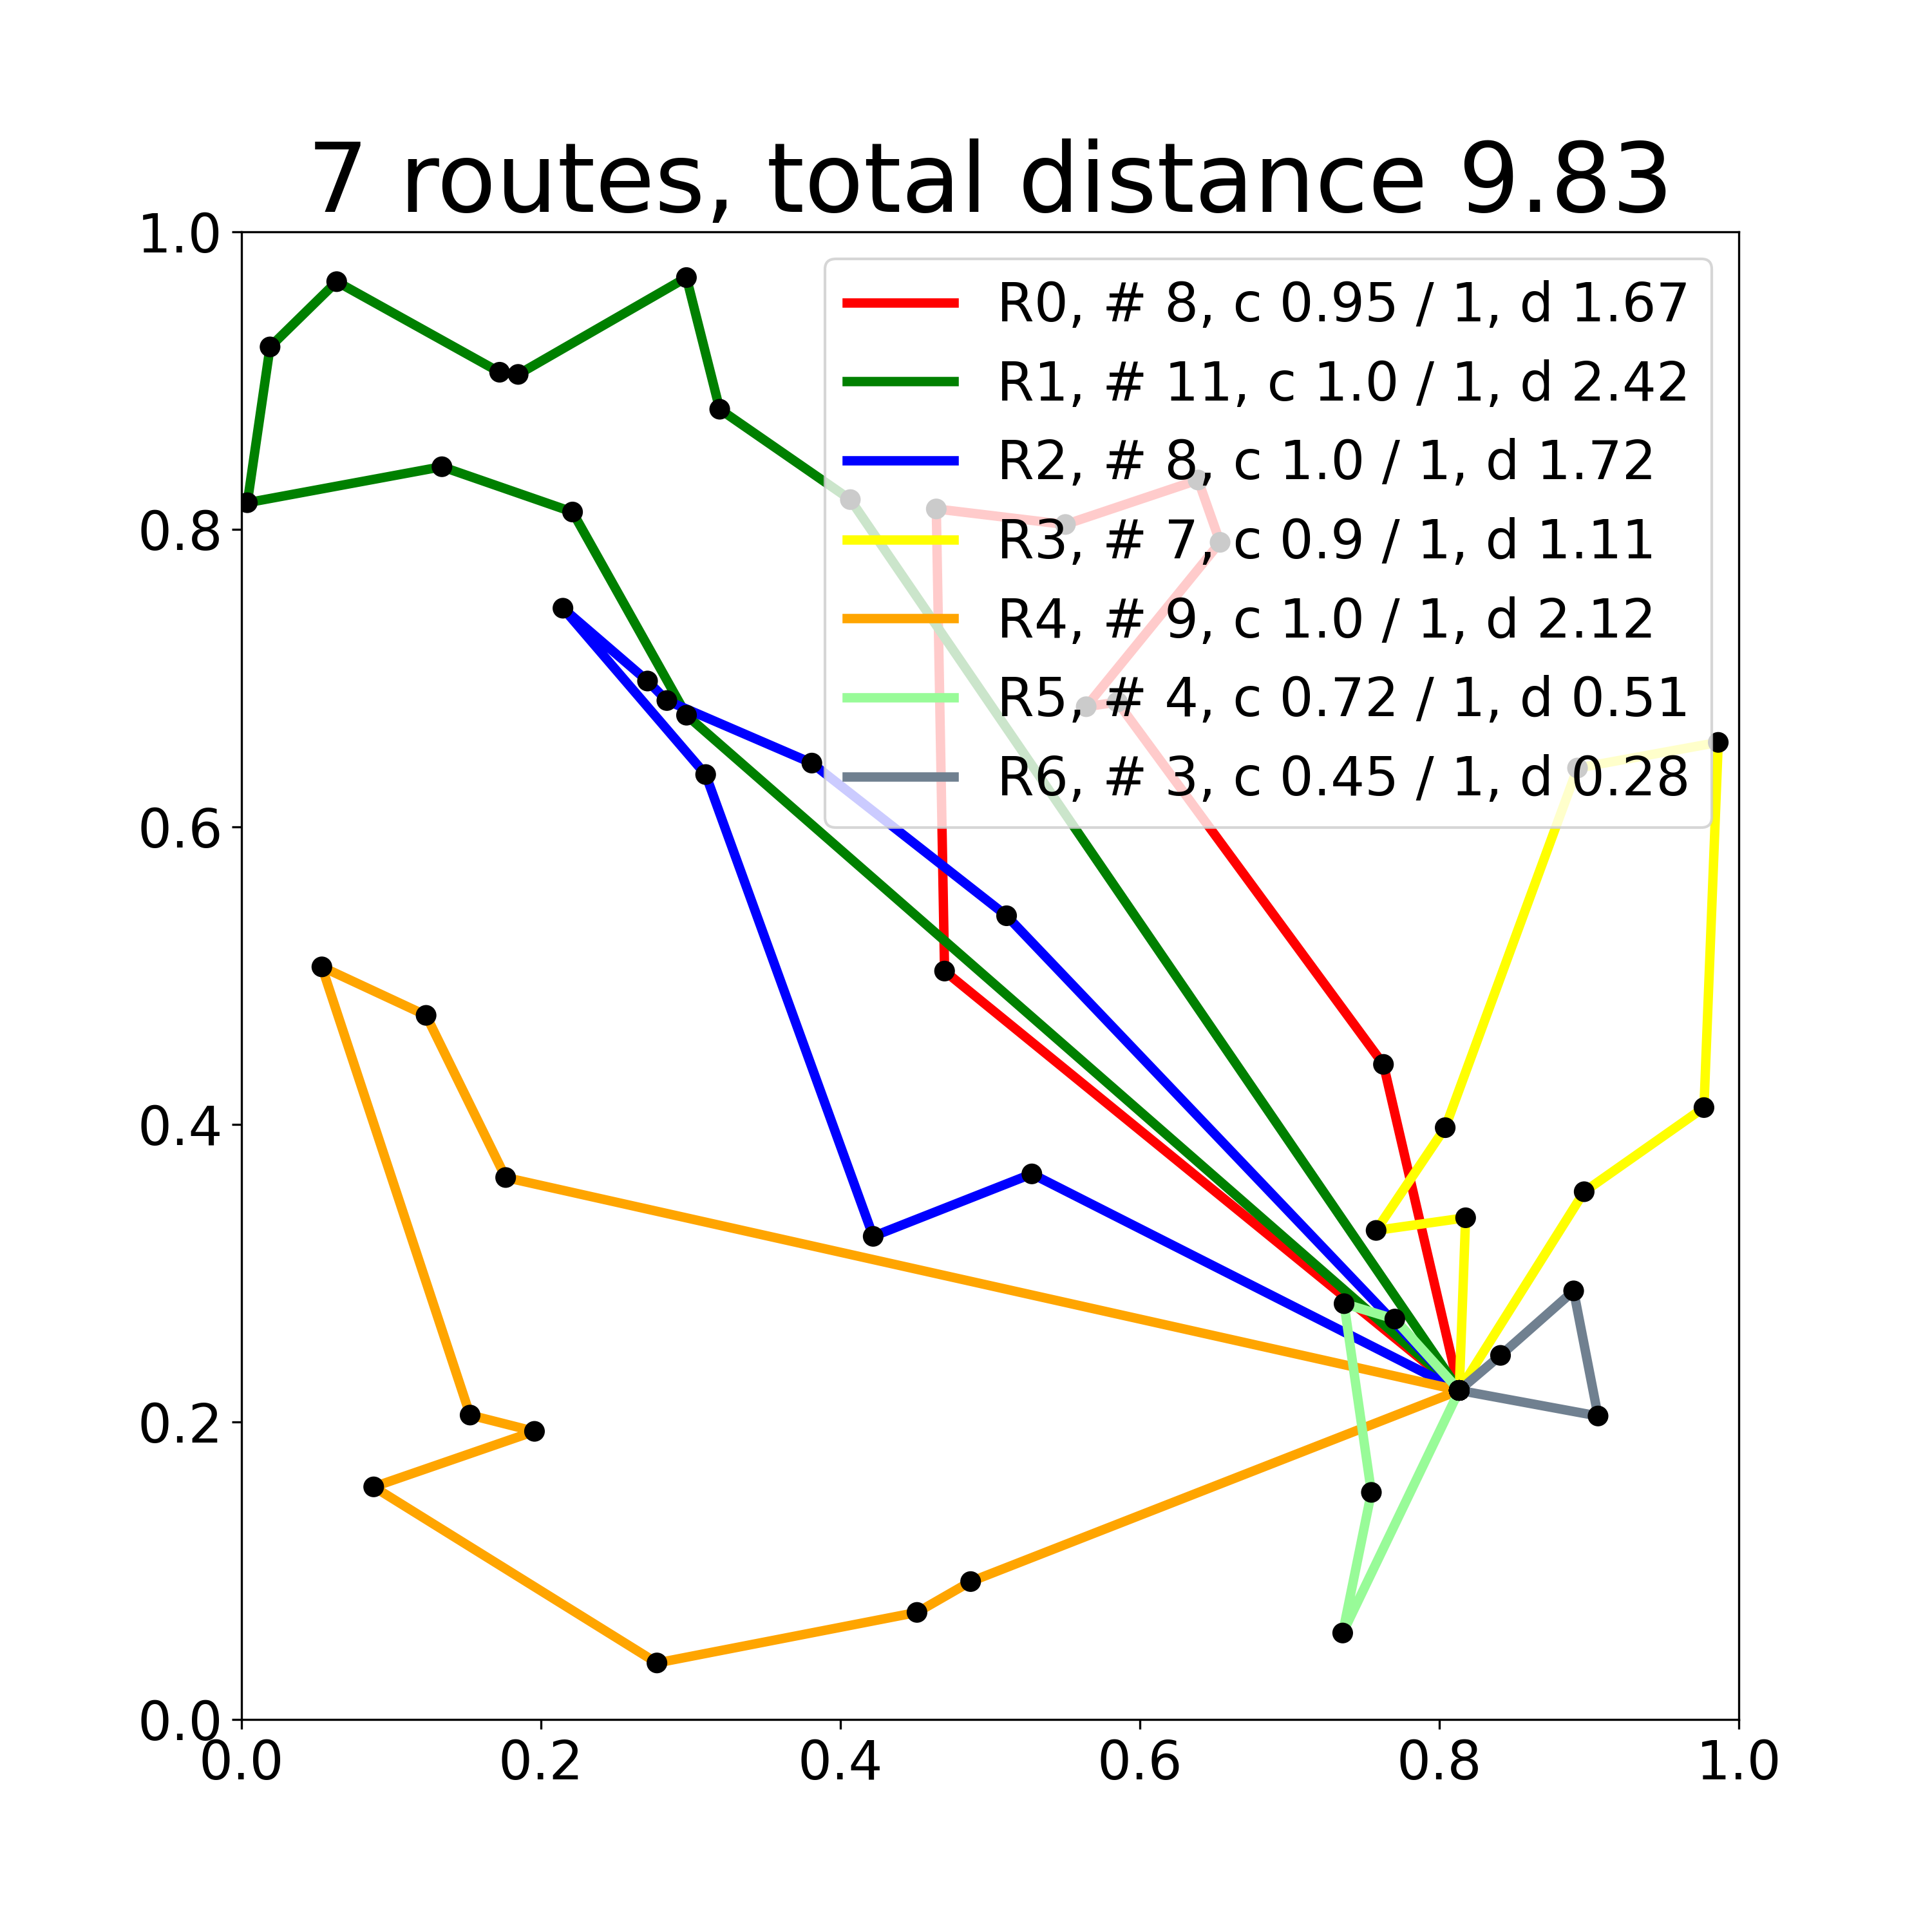 7 routes, total distance 9.83
1.0
R0, # 8, c 0.95 / 1, d 1.67
R1, # 11, c 1.0 / 1, d 2.42
R2, # 8, c 1.0 / 1, d 1.72
0.8
R3, # 7, c 0.9 / 1, d 1.11
R4, # 9, c 1.0 / 1, d 2.12
R5, # 4, c 0.72 / 1, d 0.51
R6, # 3, c 0.45 / 1, d 0.28
0.6
0.4
0.2
0.0
0.0 0.2 0.4 0.6 0.8 1.0